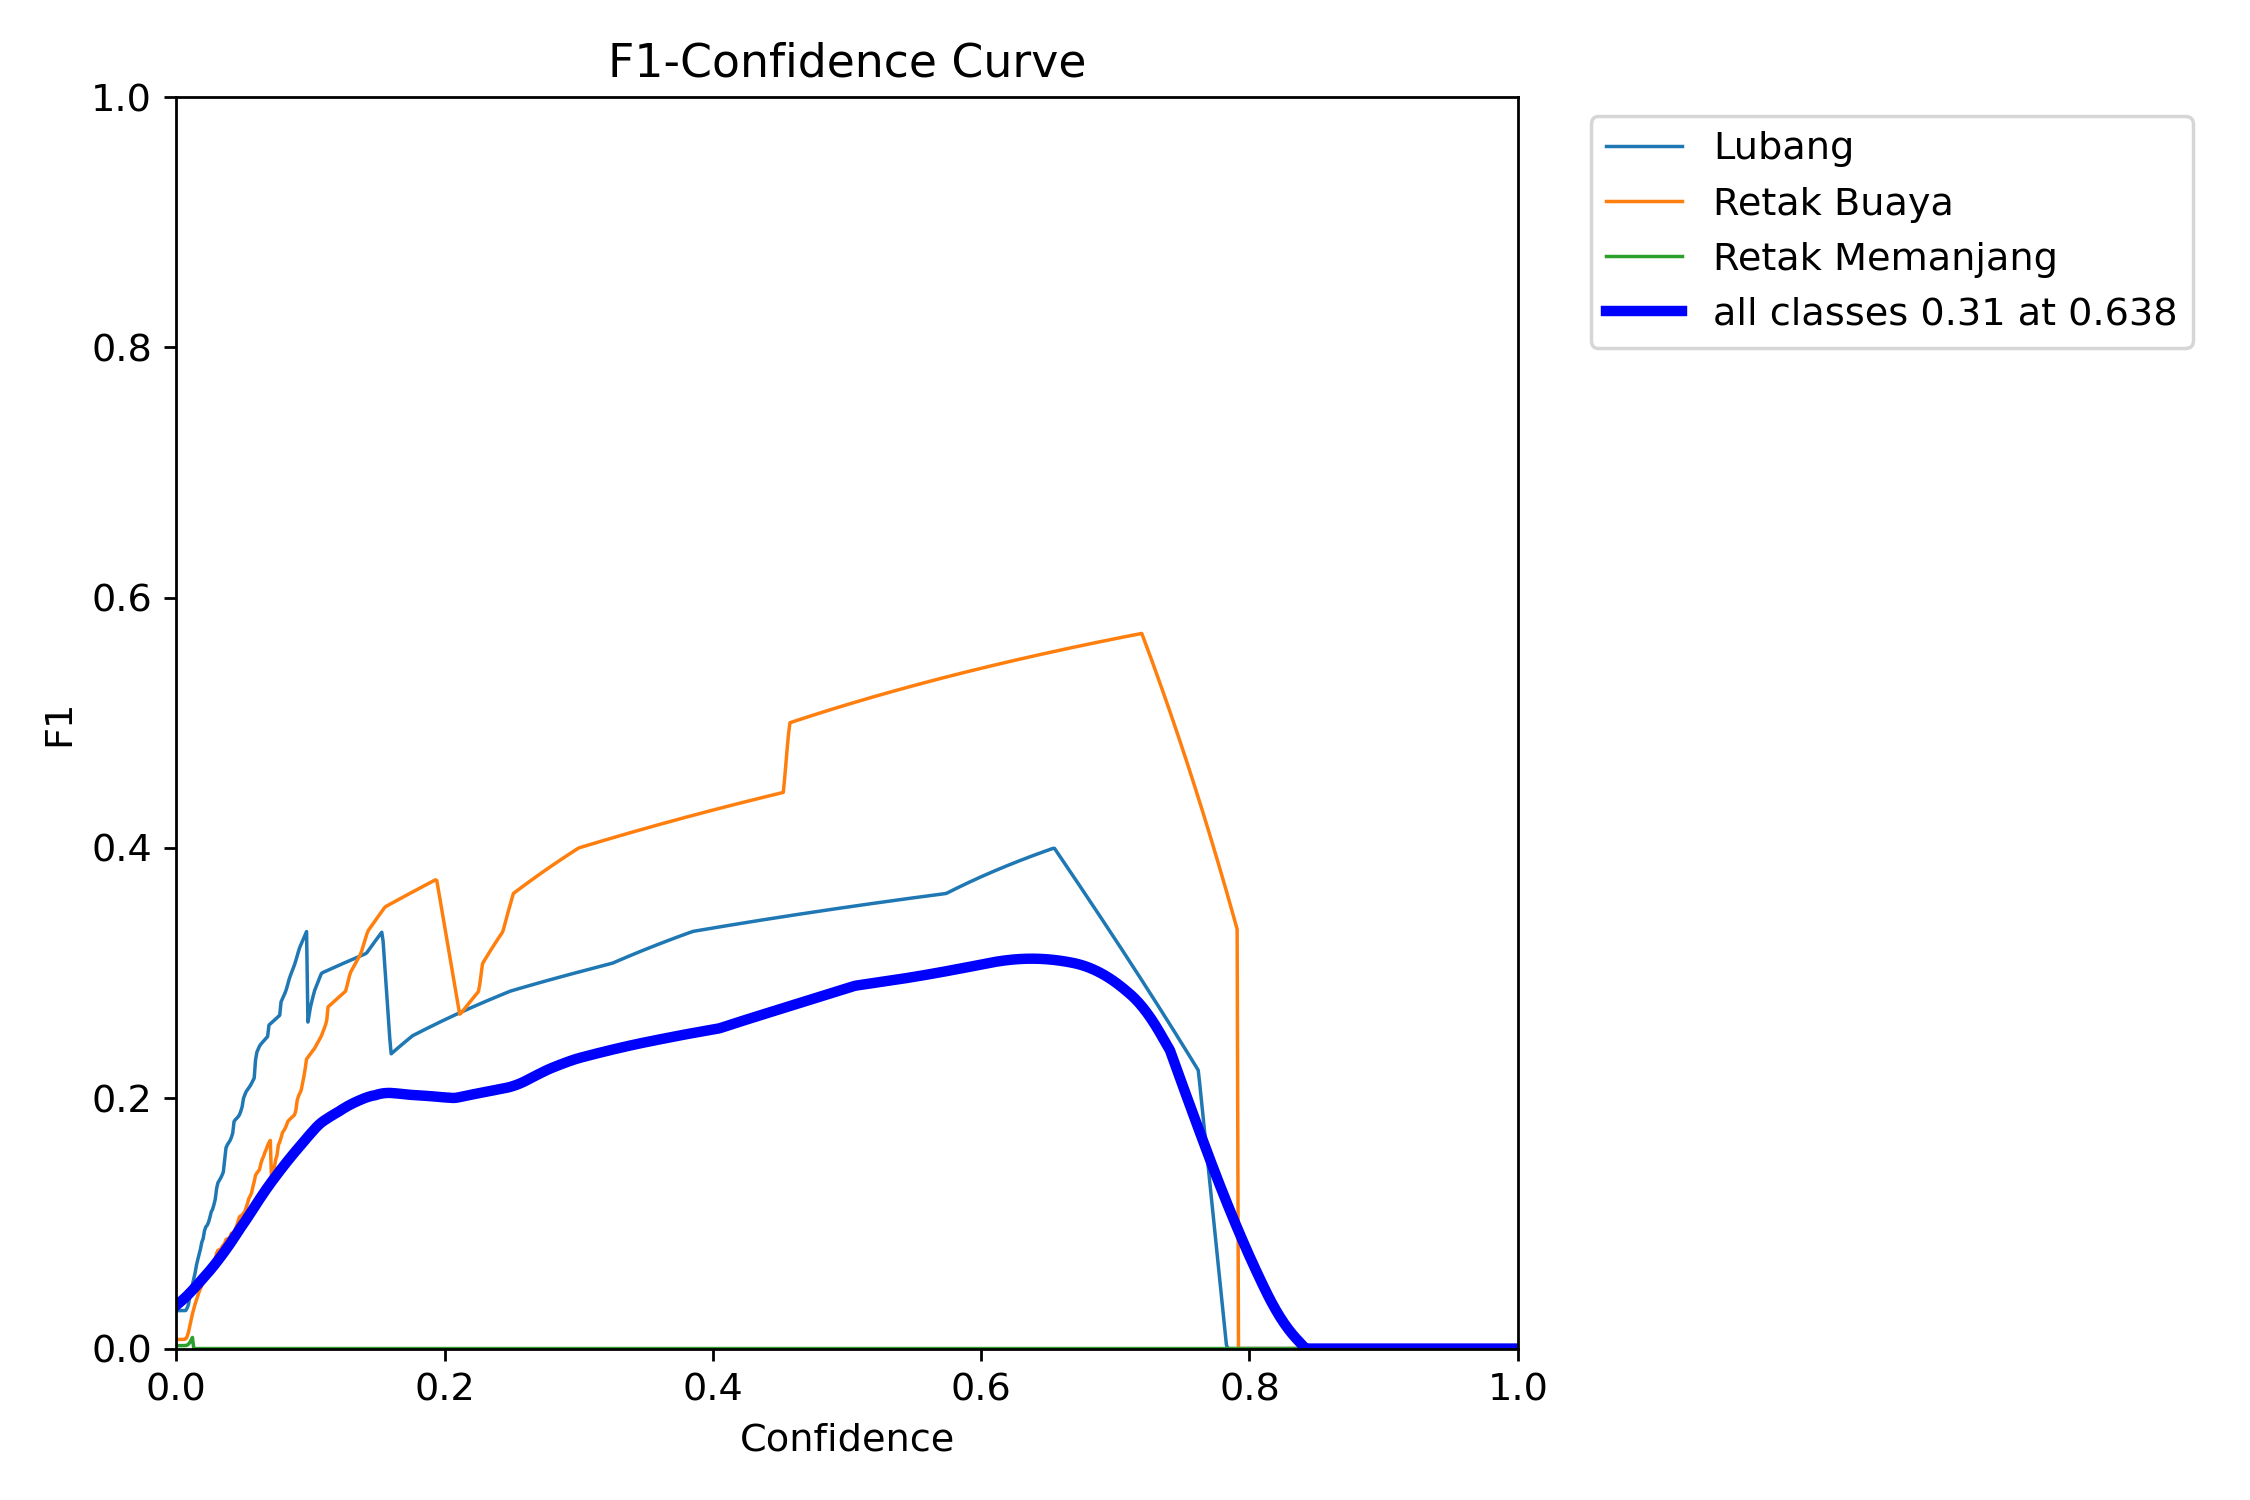 F1-Confidence Curve
1.0
0.8
0.6
0.4
0.2
0.0
F1
0.0 0.2 0.4 0.6 0.8 1.0
Confidence
Lubang
Retak Buaya
Retak Memanjang
all classes 0.31 at 0.638